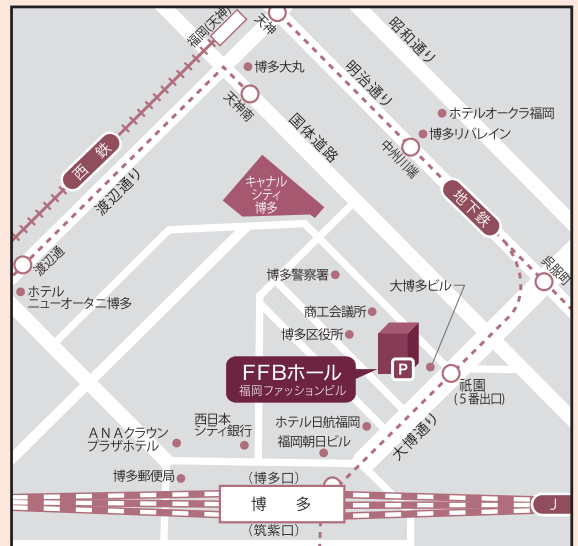 福岡(天神)
天神
昭和通り
博多大丸
明治通り
天神南
国体道路
ホテルオークラ福岡
博多リバレイン
中州川端
西鉄
渡辺通り
キャナル
シティ
博多
地下鉄
渡辺通
呉服町
博多警察署
大博多ビル
ホテル
ニューオータニ博多
商工会議所
博多区役所
FFBホール
福岡ファッションビル
P
祇園
(5番出口)
西日本
シティ銀行
ホテル日航福岡
大博通り
ANAクラウン
プラザホテル
福岡朝日ビル
博多郵便局
(博多口)
博多
J
(筑紫口)